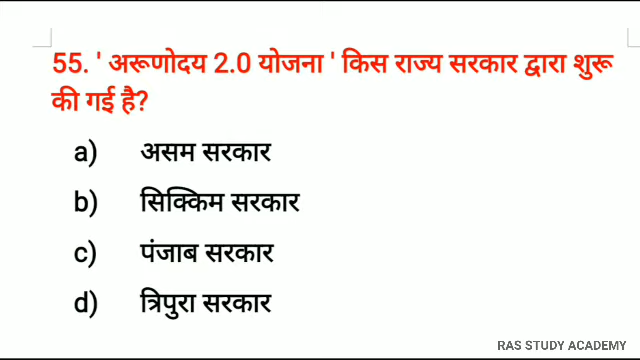 55. ' अरूणोदय 2.0 योजना ' किस राज्य सरकार द्वारा शुरू
की गई है?
a) असम सरकार
b) सिक्किम सरकार
c) पंजाब सरकार
d) त्रिपुरा सरकार
RAS STUDY ACADEMY